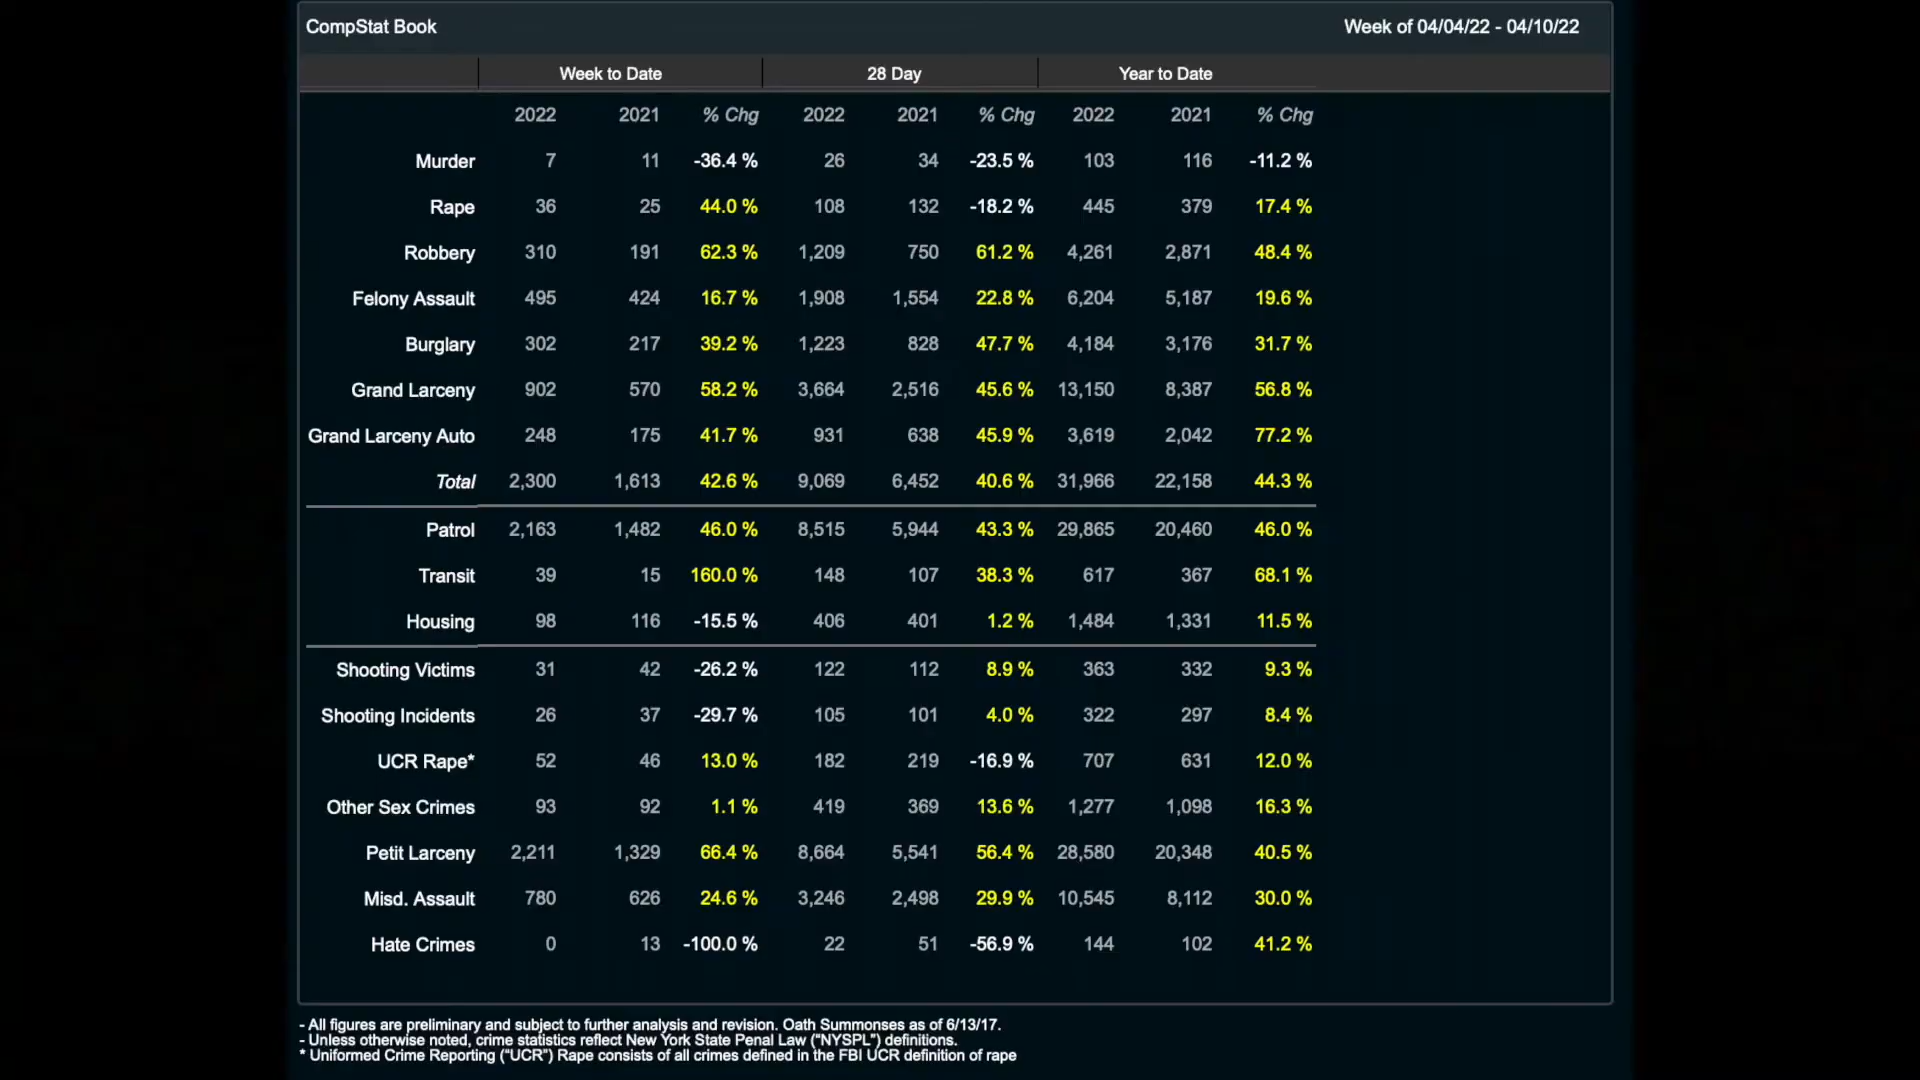 CompStat Book Week of 04/04/22 - 04/10/22
Week to Date 28 Day Year to Date
2022 2021 % Chg 2022 2021 % Chg 2022 2021 % Chg
Murder 7 11 -36.4 % 26 34 -23.5 % 103 116 -11.2 %
Rape 36 25 44.0 % 108 132 -18.2 % 445 379 17.4 %
Robbery 310 191 62.3 % 1,209 750 61.2 % 4,261 2,871 48.4 %
Felony Assault 495 424 16.7 % 1,908 1,554 22.8 % 6,204 5,187 19.6 %
Burglary 302 217 39.2 % 1,223 828 47.7 % 4,184 3,176 31.7 %
Grand Larceny 902 570 58.2 % 3,664 2,516 45.6 % 13,150 8,387 56.8 %
Grand Larceny Auto 248 175 41.7 % 931 638 45.9 % 3,619 2,042 77.2 %
Total 2,300 1,613 42.6 % 9,069 6,452 40.6 % 31,966 22,158 44.3 %
Patrol 2,163 1,482 46.0 % 8,515 5,944 43.3 % 29,865 20,460 46.0 %
Transit 39 15 160.0 % 148 107 38.3 % 617 367 68.1 %
Housing 98 116 -15.5 % 406 401 1.2 % 1,484 1,331 11.5 %
Shooting Victims 31 42 -26.2 % 122 112 8.9 % 363 332 9.3 %
Shooting Incidents 26 37 -29.7 % 105 101 4.0 % 322 297 8.4 %
UCR Rape* 52 46 13.0 % 182 219 -16.9 % 707 631 12.0 %
Other Sex Crimes 93 92 1.1 % 419 369 13.6 % 1,277 1,098 16.3 %
Petit Larceny 2,211 1,329 66.4 % 8,664 5,541 56.4 % 28,580 20,348 40.5 %
Misd. Assault 780 626 24.6 % 3,246 2,498 29.9 % 10,545 8,112 30.0 %
Hate Crimes 0 13 -100.0 % 22 51 -56.9 % 144 102 41.2 %
- All figures are preliminary and subject to further analysis and revision. Oath Summonses as of 6/13/17.
- Unless otherwise noted, crime statistics reflect New York State Penal Law ("NYSPL") definitions.
* Uniformed Crime Reporting ("UCR") Rape consists of all crimes defined in the FBI UCR definition of rape